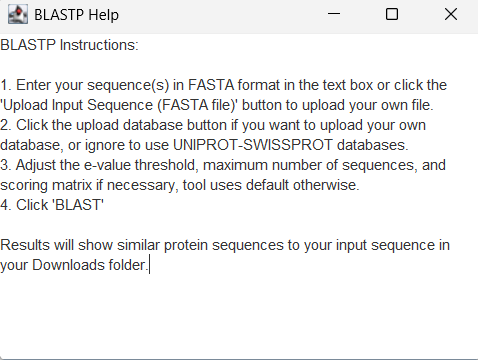 BLASTP Help
BLASTP Instructions:
1. Enter your sequence(s) in FASTA format in the text box or click the
'Upload Input Sequence (FASTA file)' button to upload your own file.
2. Click the upload database button if you want to upload your own
database, or ignore to use UNIPROT-SWISSPROT databases.
3. Adjust the e-value threshold, maximum number of sequences, and
scoring matrix if necessary, tool uses default otherwise.
4. Click 'BLAST'
Results will show similar protein sequences to your input sequence in
your Downloads folder.